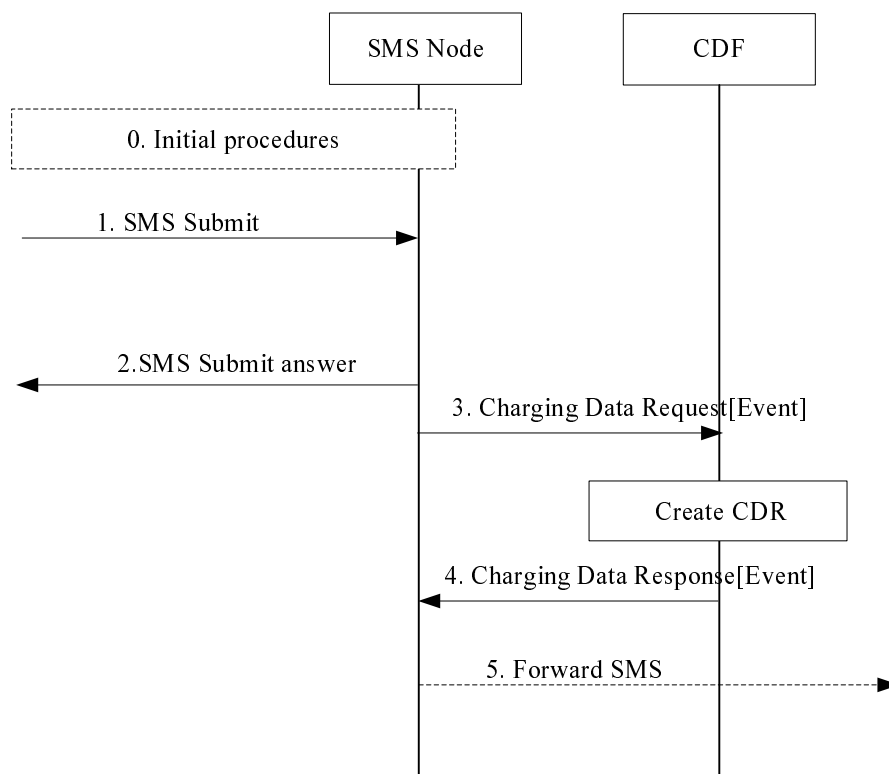 SMS Node
CDF
0. Initial procedures
1. SMS Submit
2.SMS Submit answer
3. Charging Data Request[Event]
Create CDR
4. Charging Data Response[Event]
5. Forward SMS